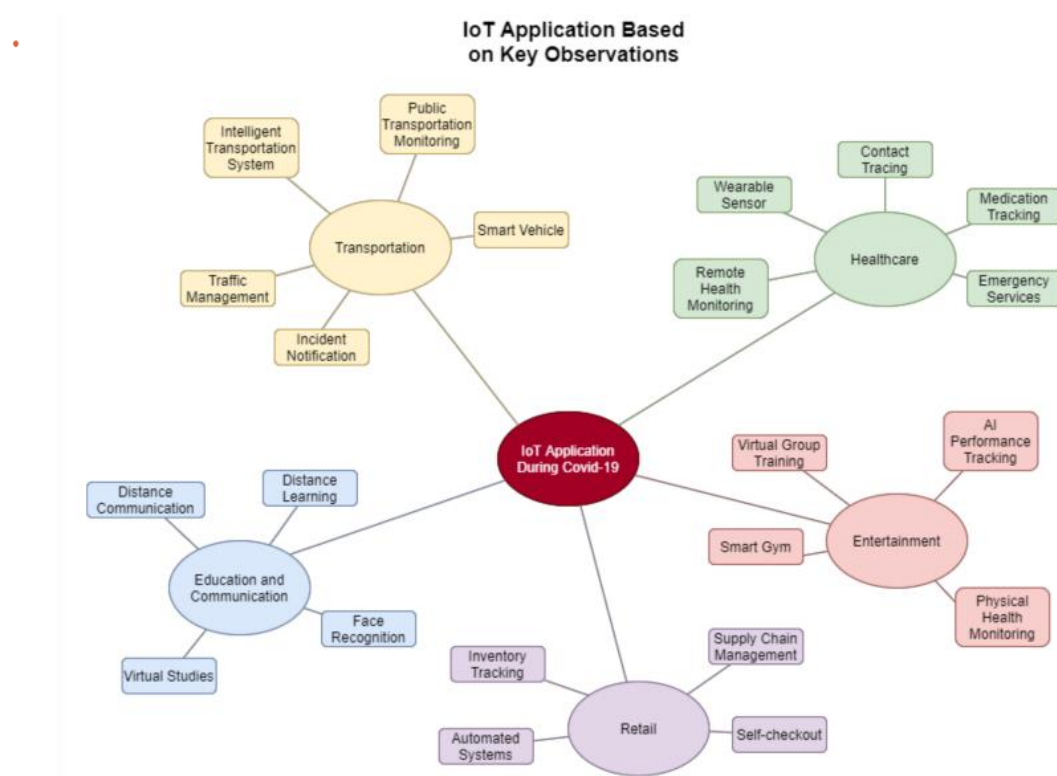 IoT Application Based
on Key Observations
Public
Transportation
Monitoring
Intelligent
Transportation
System
Smart Vehicle
Transportation
Traffic
Management
Incident
Notification
Contact
Tracing
Wearable
Sensor
Medication
Tracking
Healthcare
Remote
Health
Monitoring
Emergency
Services
IoT Application
During Covid-19
Virtual Group
Training
AI
Performance
Tracking
Smart Gym
Entertainment
Physical
Health
Monitoring
Distance
Communication
Distance
Learning
Education and
Communication
Face
Recognition
Virtual Studies
Inventory
Tracking
Supply Chain
Management
Retail
Automated
Systems
Self-checkout